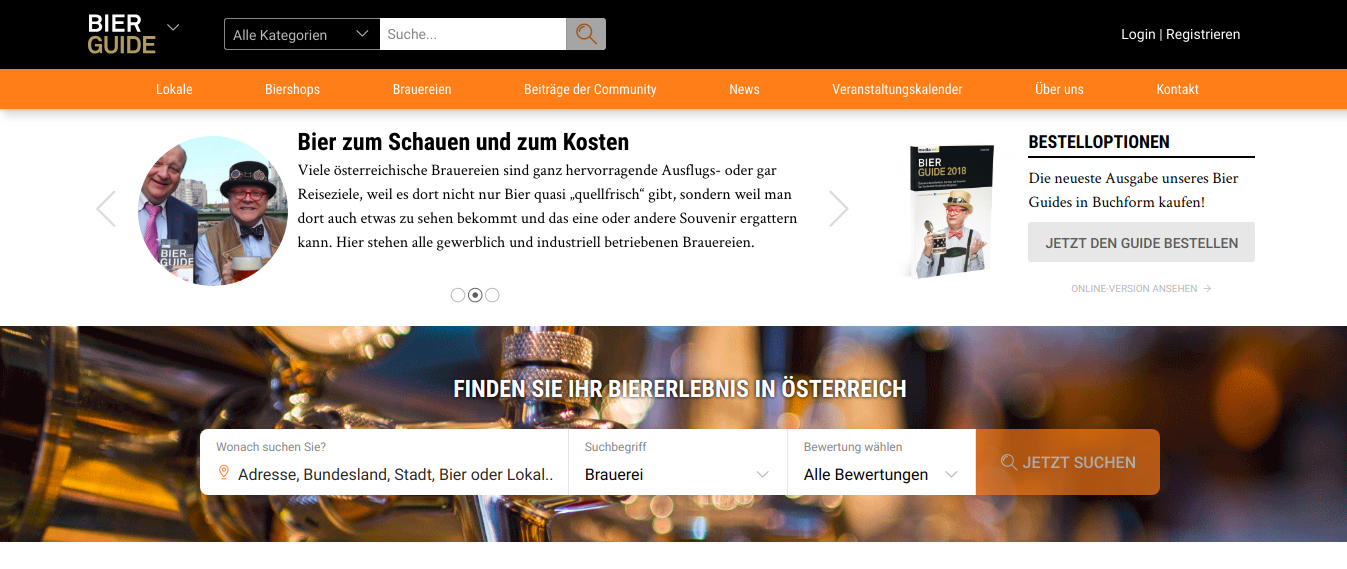 BIER
GUIDE
Alle Kategorien
Suche...
Login | Registrieren
Lokale
Biershops
Brauereien
Beiträge der Community
News
Veranstaltungskalender
Über uns
Kontakt
Bier zum Schauen und zum Kosten
Viele österreichische Brauereien sind ganz hervorragende Ausflugs- oder gar
Reiseziele, weil es dort nicht nur Bier quasi „quellfrisch“ gibt, sondern weil man
dort auch etwas zu sehen bekommt und das eine oder andere Souvenir ergattern
kann. Hier stehen alle gewerblich und industriell betriebenen Brauereien.
BIER
GUIDE
BIER
GUIDE 2018
BESTELLOPTIONEN
Die neueste Ausgabe unseres Bier
Guides in Buchform kaufen!
JETZT DEN GUIDE BESTELLEN
ONLINE-VERSION ANSEHEN →
FINDEN SIE IHR BIERERLEBNIS IN ÖSTERREICH
Wonach suchen Sie?
Adresse, Bundesland, Stadt, Bier oder Lokal..
Suchbegriff
Brauerei
Bewertung wählen
Alle Bewertungen
JETZT SUCHEN